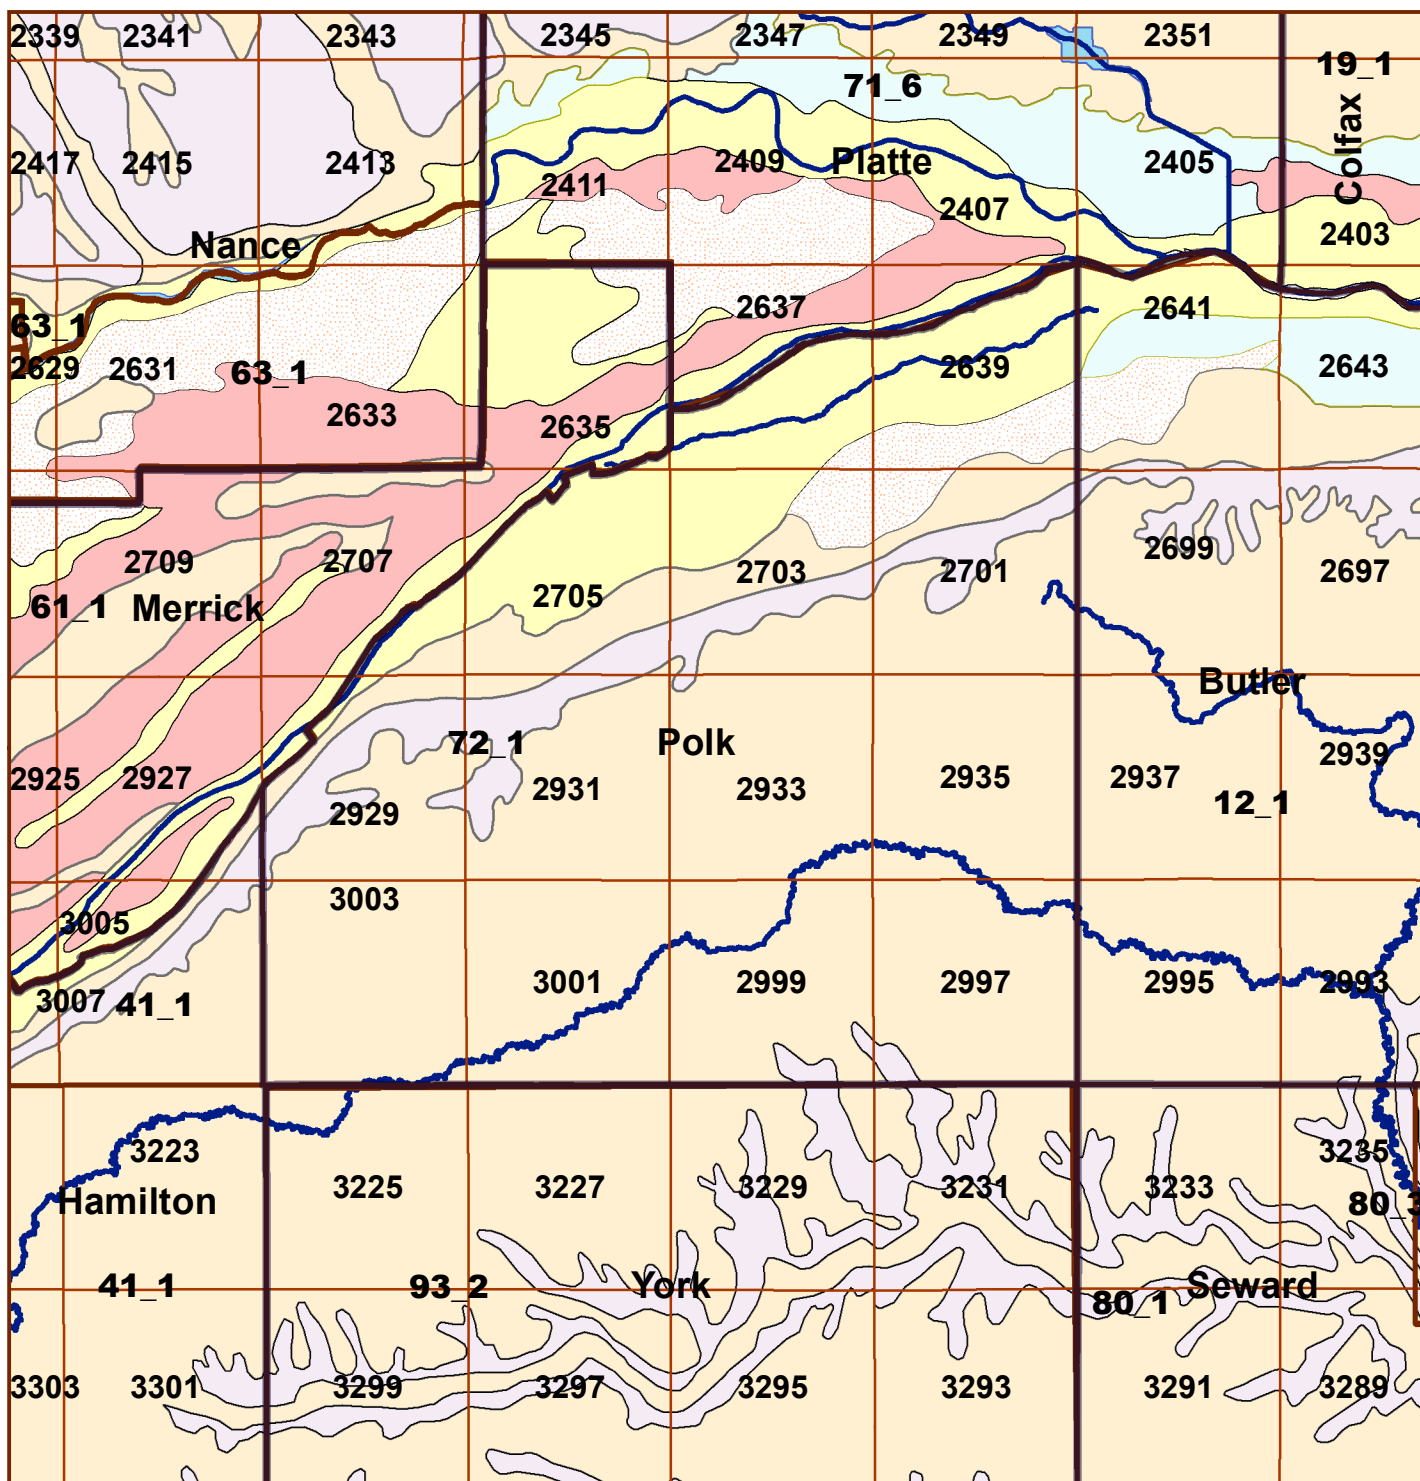 2339 2341 2343 2345 2347 2349 2351
19_1
71_6
Colfax
2417 2415 2413 2411 2409 Platte 2405
2407
2403
Nance
2637 2641
63_1
2629 2631 63_1 2639 2643
2633 2635
2709 2707 2703 2701 2699 2697
61_1 Merrick 2705
Butler
72_1 Polk
2925 2927 2929 2931 2933 2935 2937 2939
12_1
3003
3005
3007 41_1 3001 2999 2997 2995 2993
3223 3235
Hamilton 3225 3227 3229 3231 3233 80_3
41_1 93_2 York 80_1 Seward
3303 3301 3299 3297 3295 3293 3291 3289